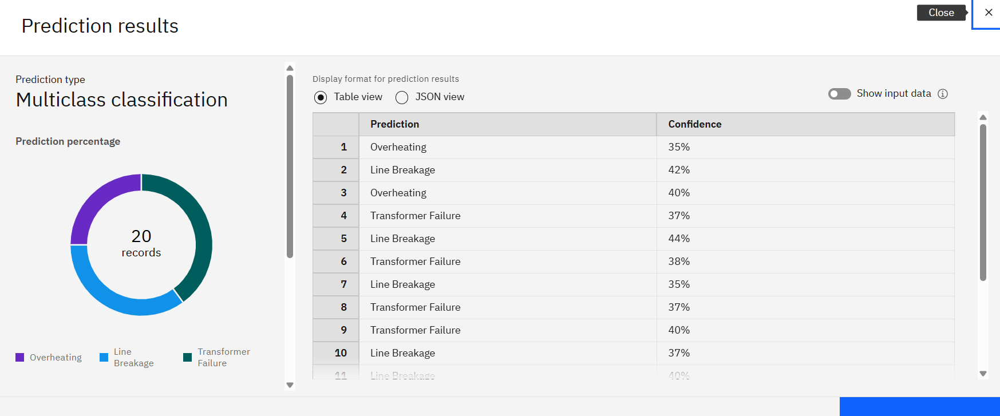 Close
Prediction results
Prediction type
Multiclass classification
Prediction percentage
20
records
Overheating
Line
Breakage
Transformer
Failure
Display format for prediction results
Table view JSON view
Show input data
Prediction Confidence
1 Overheating 35%
2 Line Breakage 42%
3 Overheating 40%
4 Transformer Failure 37%
5 Line Breakage 44%
6 Transformer Failure 38%
7 Line Breakage 35%
8 Transformer Failure 37%
9 Transformer Failure 40%
10 Line Breakage 37%
11 Line Breakage 40%